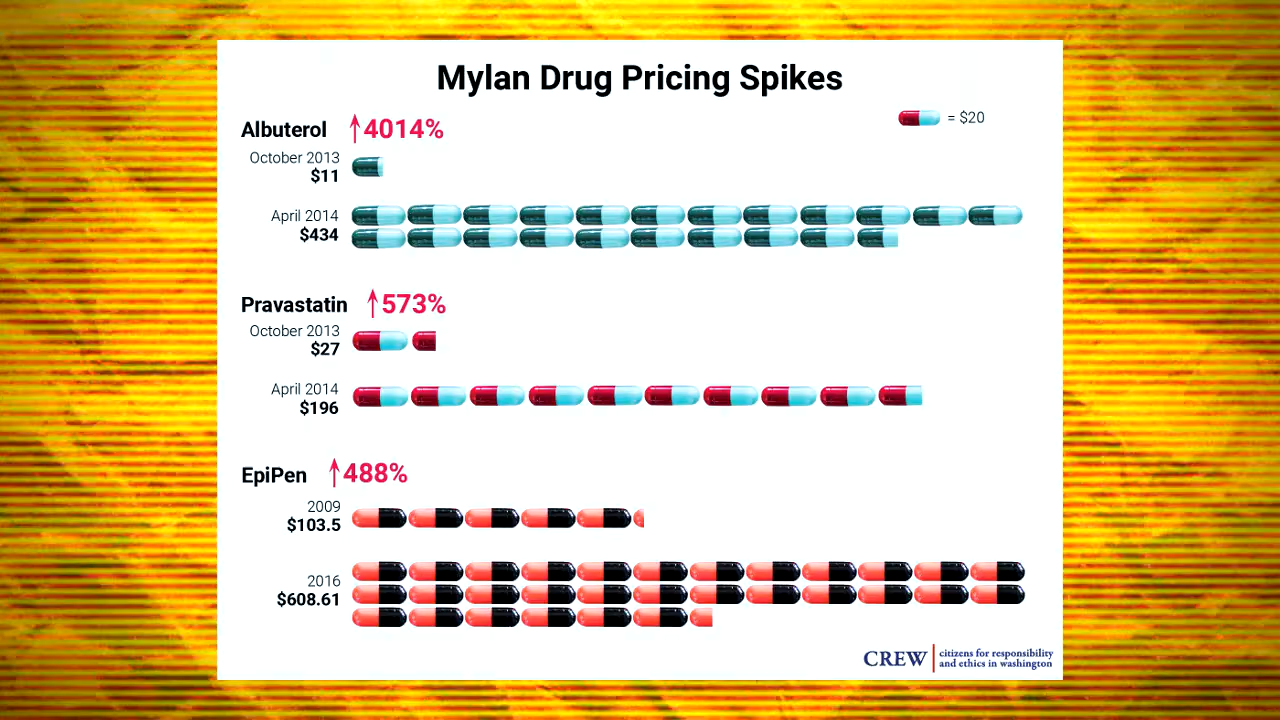 Mylan Drug Pricing Spikes
= $20
Albuterol ↑4014%
October 2013
$11
April 2014
$434
Pravastatin ↑573%
October 2013
$27
April 2014
$196
EpiPen ↑488%
2009
$103.5
2016
$608.61
CREW
citizens for responsibility
and ethics in washington